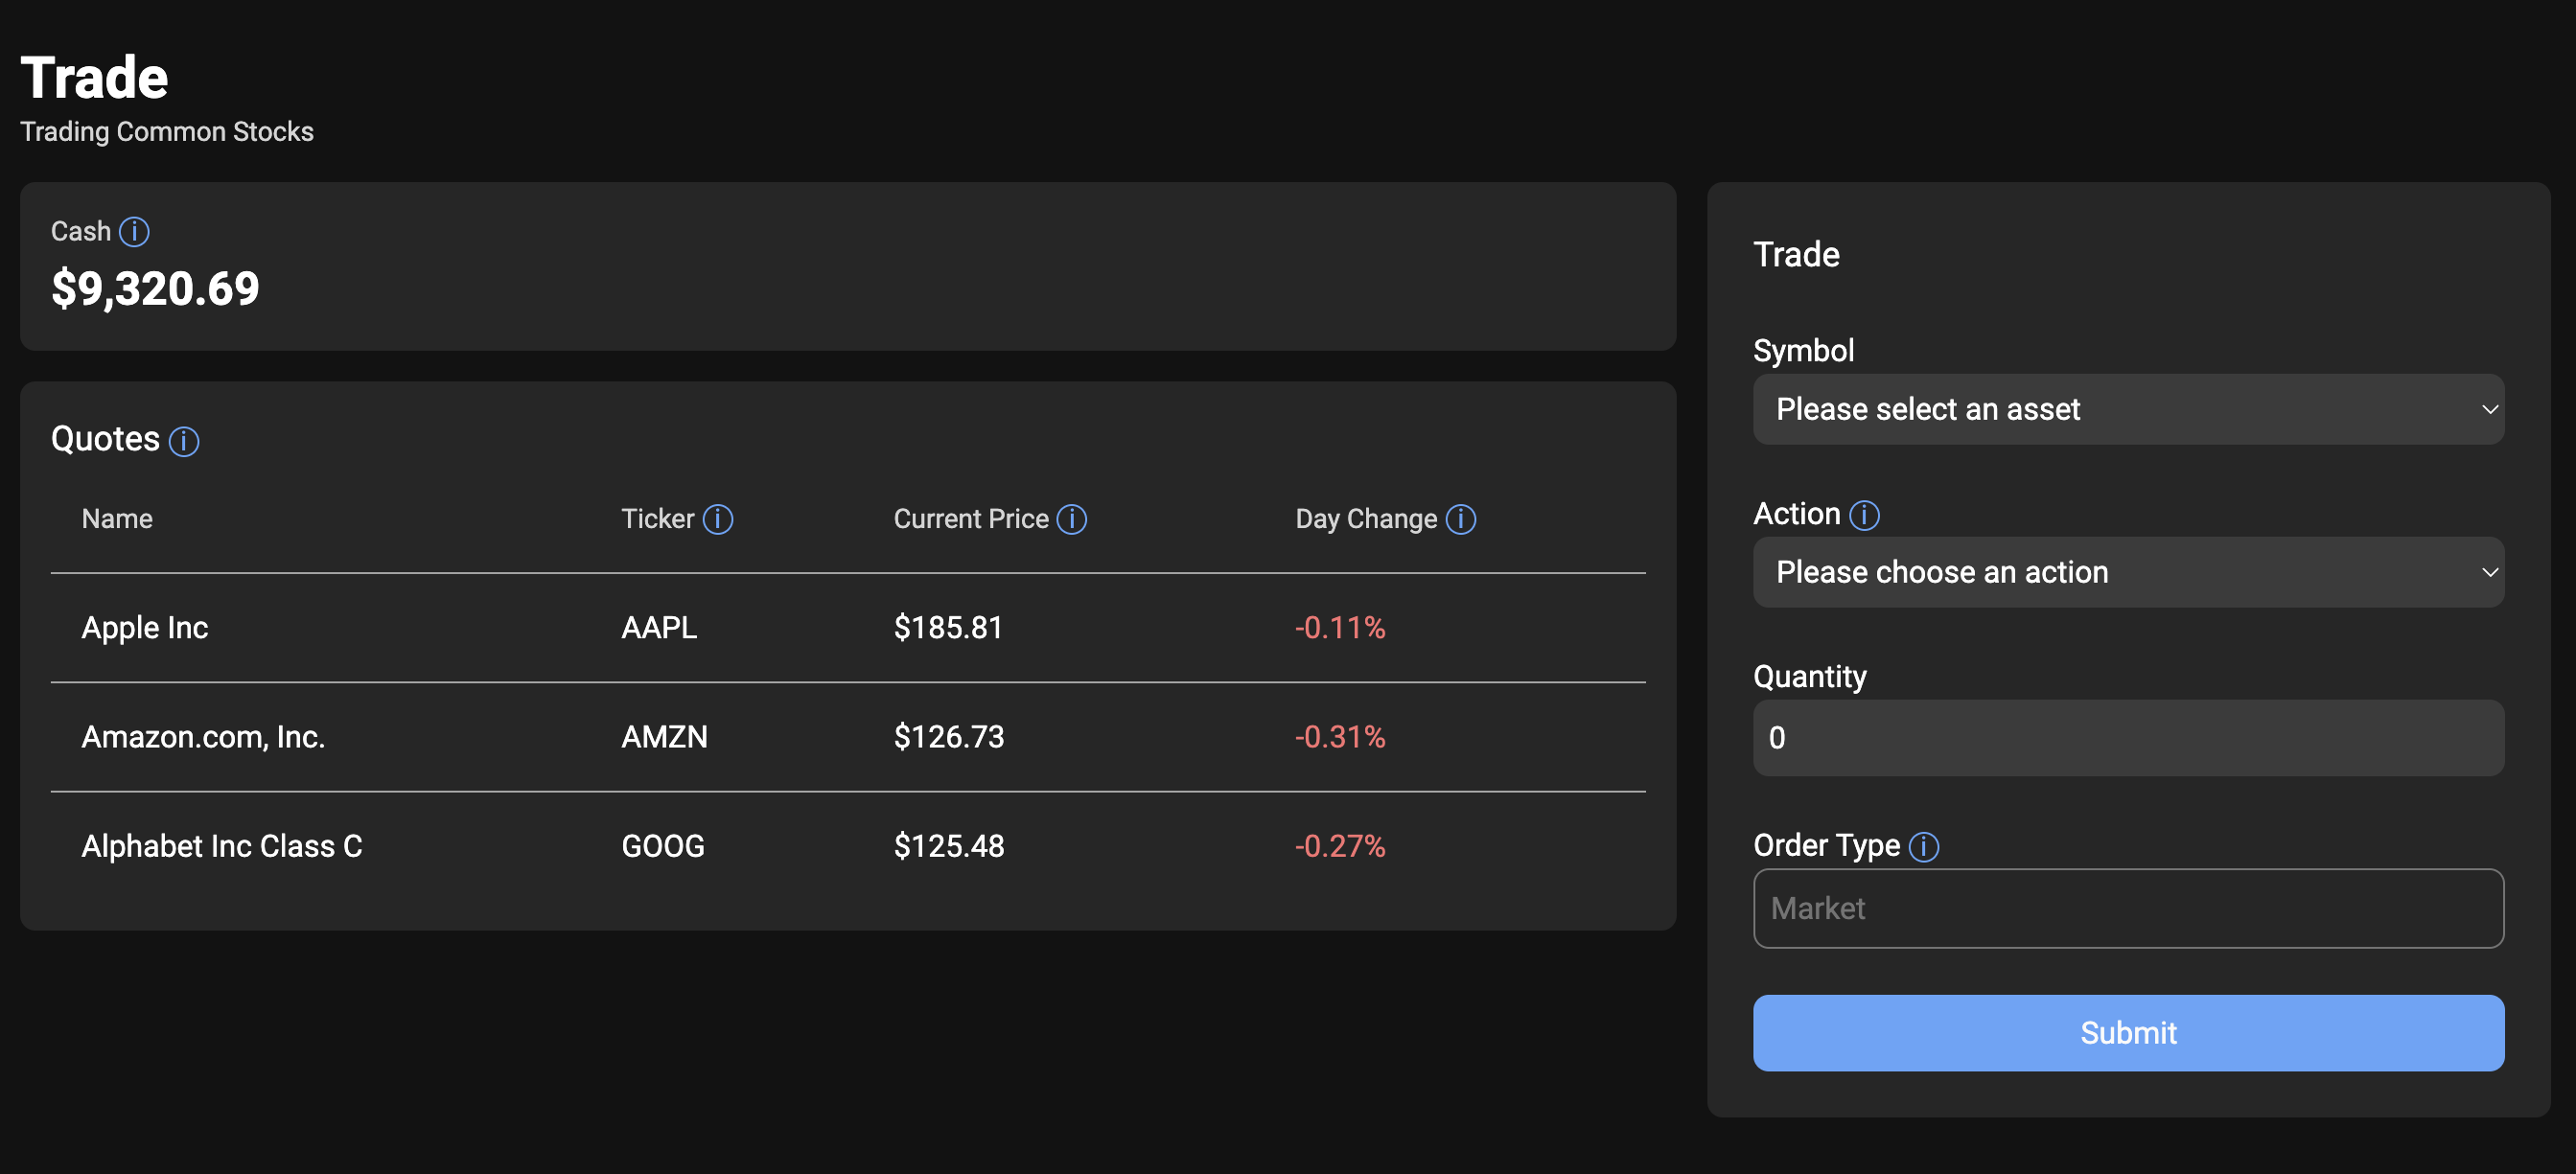 Trade
Trading Common Stocks
Cash
$9,320.69
Quotes
Name Ticker Current Price Day Change
Apple Inc AAPL $185.81 -0.11%
Amazon.com, Inc. AMZN $126.73 -0.31%
Alphabet Inc Class C GOOG $125.48 -0.27%
Trade
Symbol
Please select an asset
Action
Please choose an action
Quantity
0
Order Type
Market
Submit